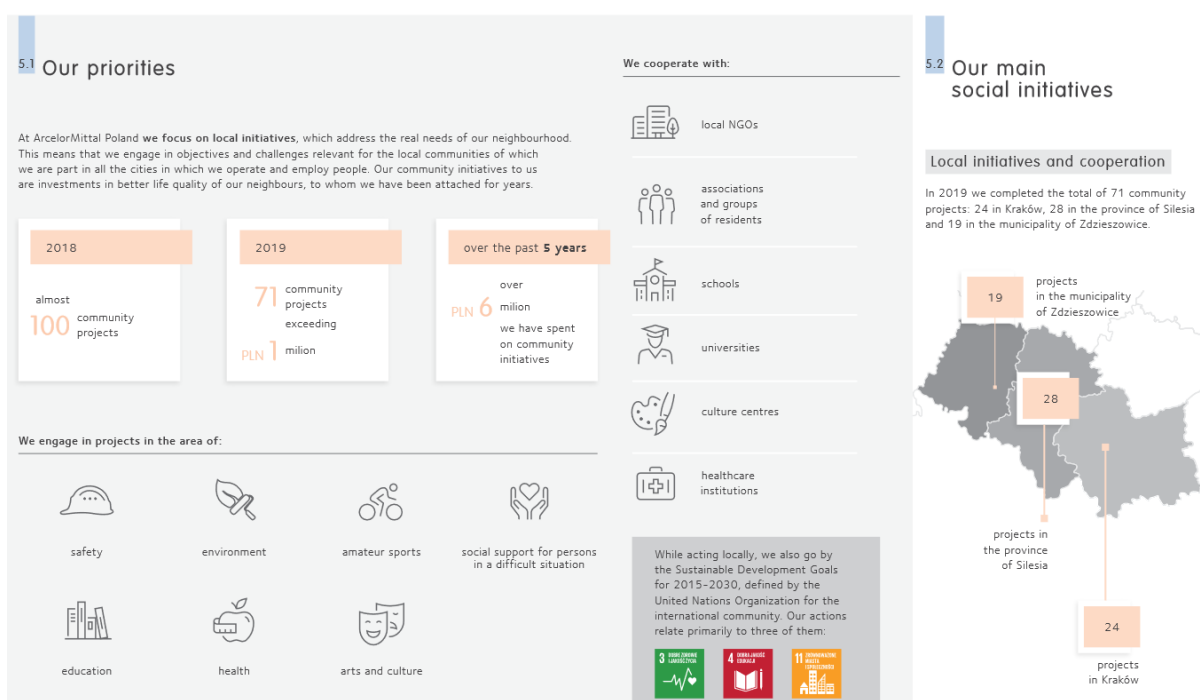 5.1 Our priorities
At ArcelorMittal Poland we focus on local initiatives, which address the real needs of our neighbourhood.
This means that we engage in objectives and challenges relevant for the local communities of which
we are part in all the cities in which we operate and employ people. Our community initiatives to us
are investments in better life quality of our neighbours, to whom we have been attached for years.
2018
almost
100 community
projects
2019
71 community
projects
exceeding
PLN 1 milion
over the past 5 years
over
PLN 6 milion
we have spent
on community
initiatives
We engage in projects in the area of:
safety
environment
amateur sports
social support for persons
in a difficult situation
education
health
arts and culture
We cooperate with:
local NGOs
associations
and groups
of residents
schools
universities
culture centres
healthcare
institutions
While acting locally, we also go by
the Sustainable Development Goals
for 2015-2030, defined by the
United Nations Organization for the
international community. Our actions
relate primarily to three of them:
3 DOBRE ZDROWIE
I JAKOŚĆ ŻYCIA
4 DOBRA JAKOŚĆ
EDUKACJI
11 ZRÓWNOWAŻONE
MIASTA
I SPOŁECZNOŚCI
5.2 Our main
social initiatives
Local initiatives and cooperation
In 2019 we completed the total of 71 community
projects: 24 in Kraków, 28 in the province of Silesia
and 19 in the municipality of Zdzieszowice.
19
projects
in the municipality
of Zdzieszowice
28
projects in
the province
of Silesia
24
projects
in Kraków